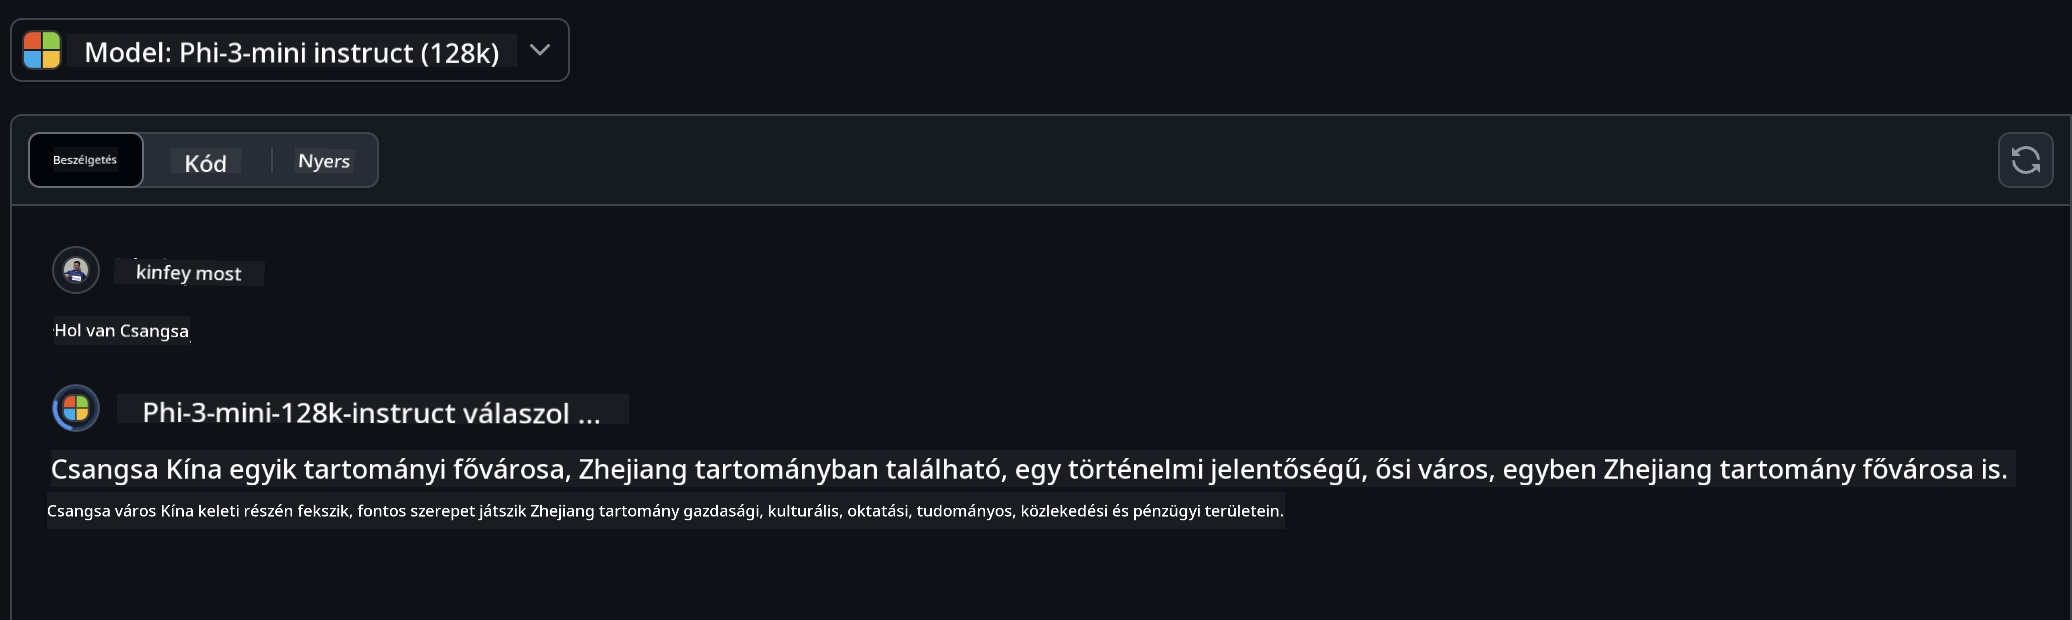 Model: Phi-3-mini instruct (128k)
Beszélgetés
Kód
Nyers
kinfey most
Hol van Csangsa
Phi-3-mini-128k-instruct válaszol ...
Csangsa Kína egyik tartományi fővárosa, Zhejiang tartományban található, egy történelmi jelentőségű, ősi város, egyben Zhejiang tartomány fővárosa is.
Csangsa város Kína keleti részén fekszik, fontos szerepet játszik Zhejiang tartomány gazdasági, kulturális, oktatási, tudományos, közlekedési és pénzügyi területein.